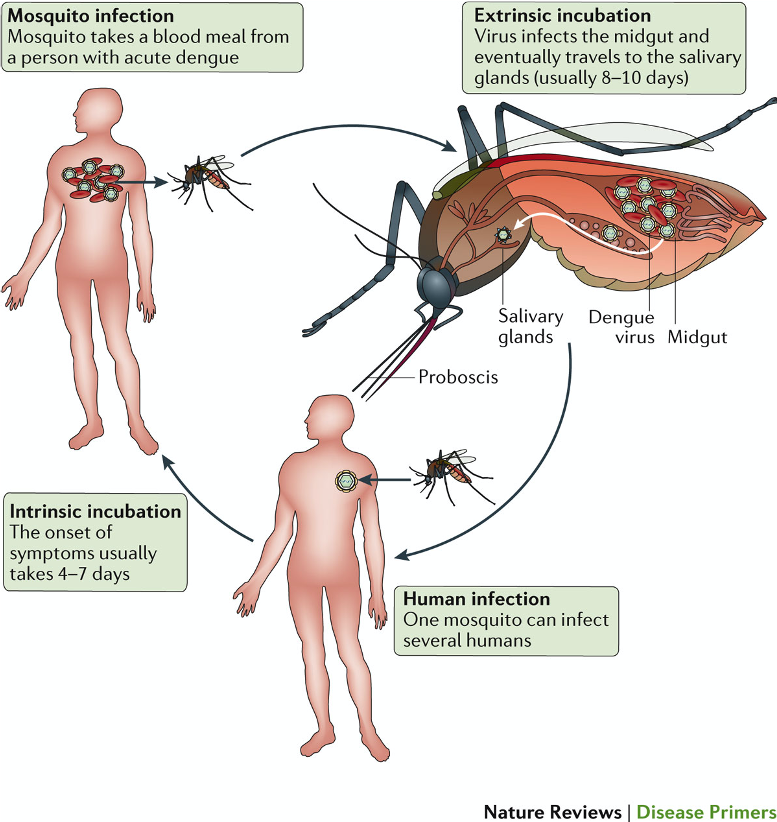 Mosquito infection
Mosquito takes a blood meal from
a person with acute dengue
Extrinsic incubation
Virus infects the midgut and
eventually travels to the salivary
glands (usually 8–10 days)
Salivary
glands
Dengue
virus
Midgut
Proboscis
Intrinsic incubation
The onset of
symptoms usually
takes 4–7 days
Human infection
One mosquito can infect
several humans
Nature Reviews | Disease Primers